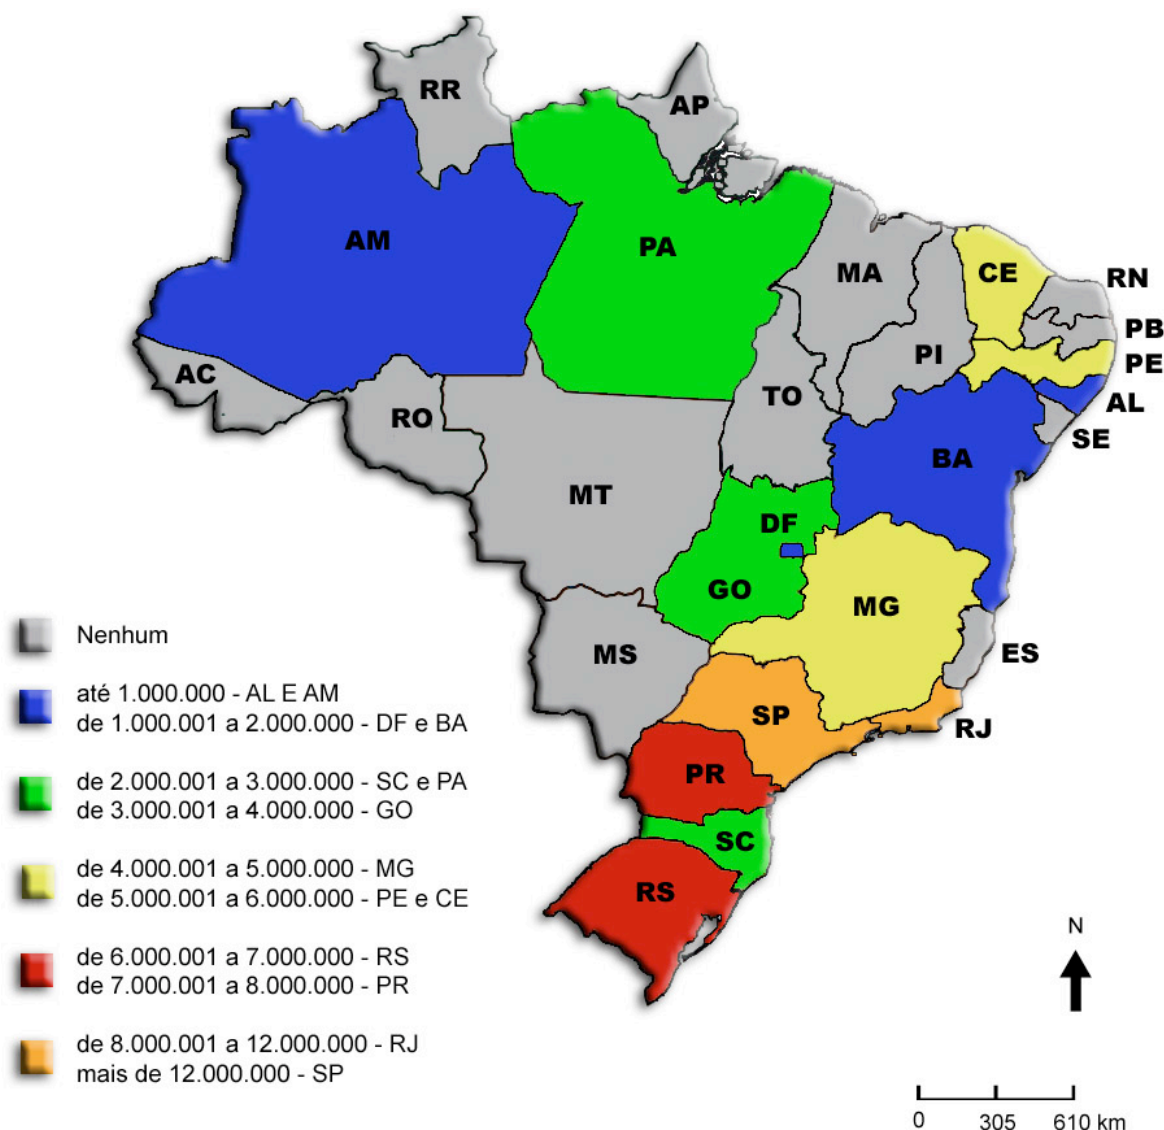 RR
AP
AM
PA
MA
CE
RN
PB
PI
PE
AC
TO
AL
RO
SE
BA
MT
DF
GO
MG
MS
ES
SP
RJ
PR
SC
RS
Nenhum
até 1.000.000 - AL E AM
de 1.000.001 a 2.000.000 - DF e BA
de 2.000.001 a 3.000.000 - SC e PA
de 3.000.001 a 4.000.000 - GO
de 4.000.001 a 5.000.000 - MG
de 5.000.001 a 6.000.000 - PE e CE
de 6.000.001 a 7.000.000 - RS
de 7.000.001 a 8.000.000 - PR
de 8.000.001 a 12.000.000 - RJ
mais de 12.000.000 - SP
N
0 305 610 km